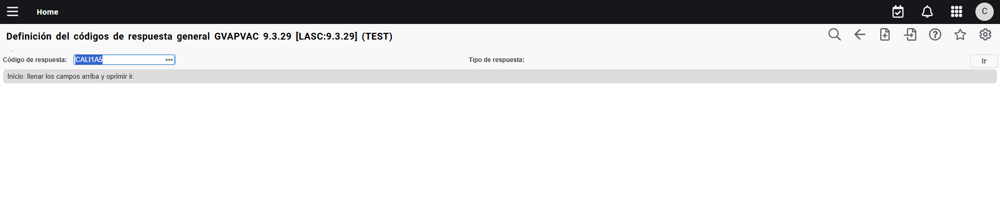 Home
C
Definición del códigos de respuesta general GVAPVAC 9.3.29 [LASC:9.3.29] (TEST)
Código de respuesta: CALI1A5 Tipo de respuesta: Ir
Inicio: llenar los campos arriba y oprimir ir.